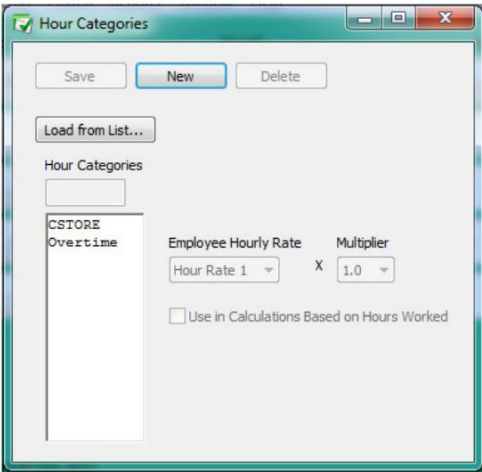 Hour Categories
Save New Delete
Load from List...
Hour Categories
CSTORE
Overtime
Employee Hourly Rate Multiplier
Hour Rate 1 X 1.0
Use in Calculations Based on Hours Worked